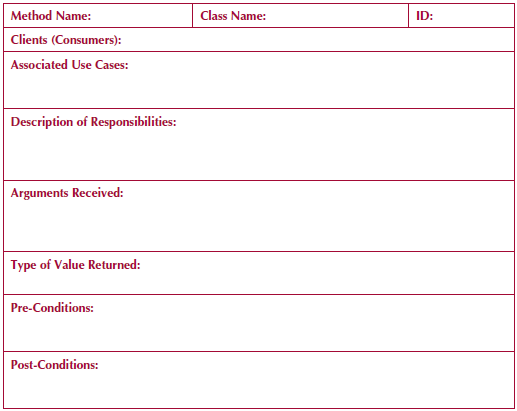 Method Name: Class Name: ID:
Clients (Consumers):
Associated Use Cases:
Description of Responsibilities:
Arguments Received:
Type of Value Returned:
Pre-Conditions:
Post-Conditions: